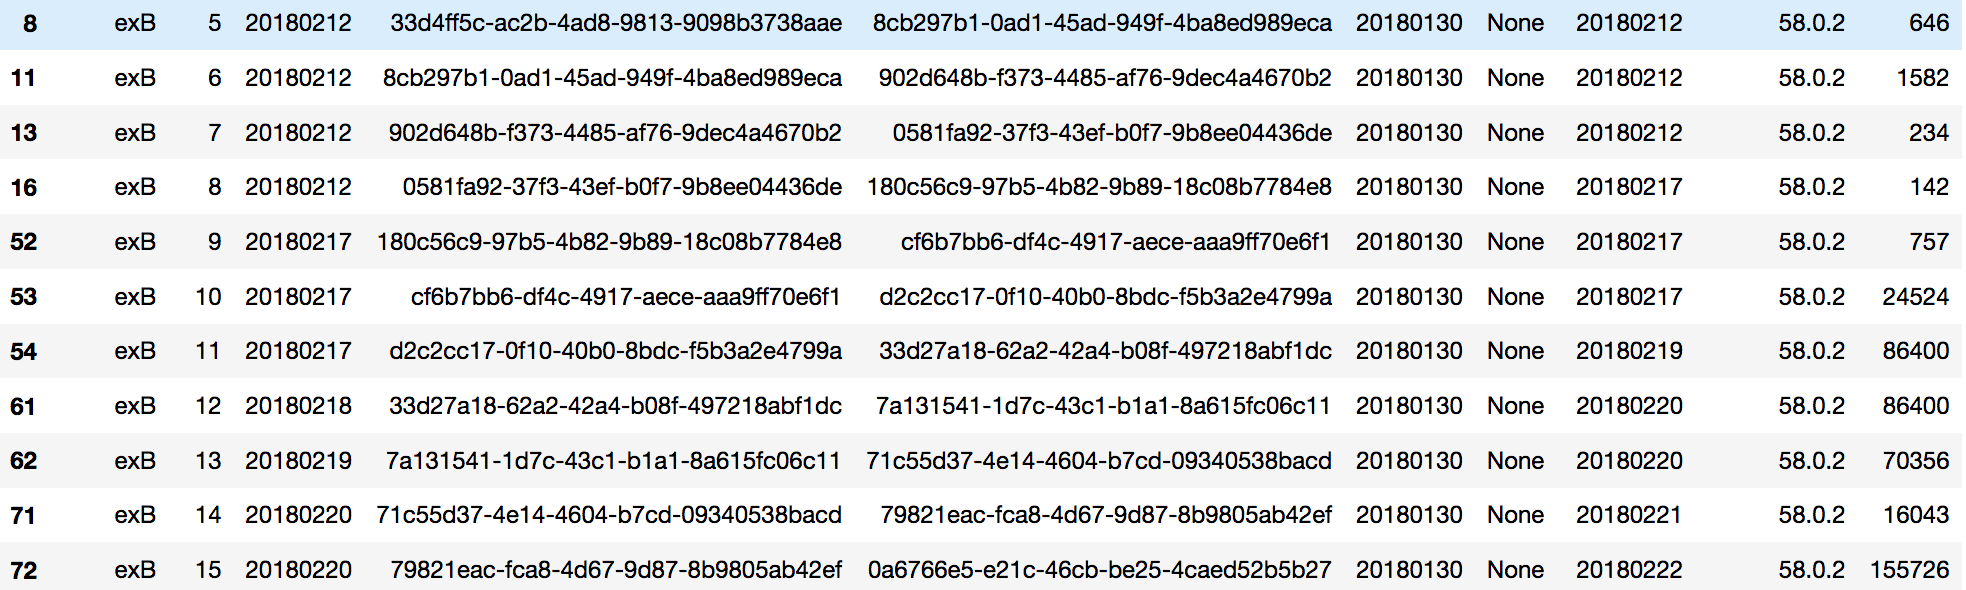 8 exB 5 20180212 33d4ff5c-ac2b-4ad8-9813-9098b3738aae 8cb297b1-0ad1-45ad-949f-4ba8ed989eca 20180130 None 20180212 58.0.2 646
11 exB 6 20180212 8cb297b1-0ad1-45ad-949f-4ba8ed989eca 902d648b-f373-4485-af76-9dec4a4670b2 20180130 None 20180212 58.0.2 1582
13 exB 7 20180212 902d648b-f373-4485-af76-9dec4a4670b2 0581fa92-37f3-43ef-b0f7-9b8ee04436de 20180130 None 20180212 58.0.2 234
16 exB 8 20180212 0581fa92-37f3-43ef-b0f7-9b8ee04436de 180c56c9-97b5-4b82-9b89-18c08b7784e8 20180130 None 20180217 58.0.2 142
52 exB 9 20180217 180c56c9-97b5-4b82-9b89-18c08b7784e8 cf6b7bb6-df4c-4917-aece-aaa9ff70e6f1 20180130 None 20180217 58.0.2 757
53 exB 10 20180217 cf6b7bb6-df4c-4917-aece-aaa9ff70e6f1 d2c2cc17-0f10-40b0-8bdc-f5b3a2e4799a 20180130 None 20180217 58.0.2 24524
54 exB 11 20180217 d2c2cc17-0f10-40b0-8bdc-f5b3a2e4799a 33d27a18-62a2-42a4-b08f-497218abf1dc 20180130 None 20180219 58.0.2 86400
61 exB 12 20180218 33d27a18-62a2-42a4-b08f-497218abf1dc 7a131541-1d7c-43c1-b1a1-8a615fc06c11 20180130 None 20180220 58.0.2 86400
62 exB 13 20180219 7a131541-1d7c-43c1-b1a1-8a615fc06c11 71c55d37-4e14-4604-b7cd-09340538bacd 20180130 None 20180220 58.0.2 70356
71 exB 14 20180220 71c55d37-4e14-4604-b7cd-09340538bacd 79821eac-fca8-4d67-9d87-8b9805ab42ef 20180130 None 20180221 58.0.2 16043
72 exB 15 20180220 79821eac-fca8-4d67-9d87-8b9805ab42ef 0a6766e5-e21c-46cb-be25-4caed52b5b27 20180130 None 20180222 58.0.2 155726